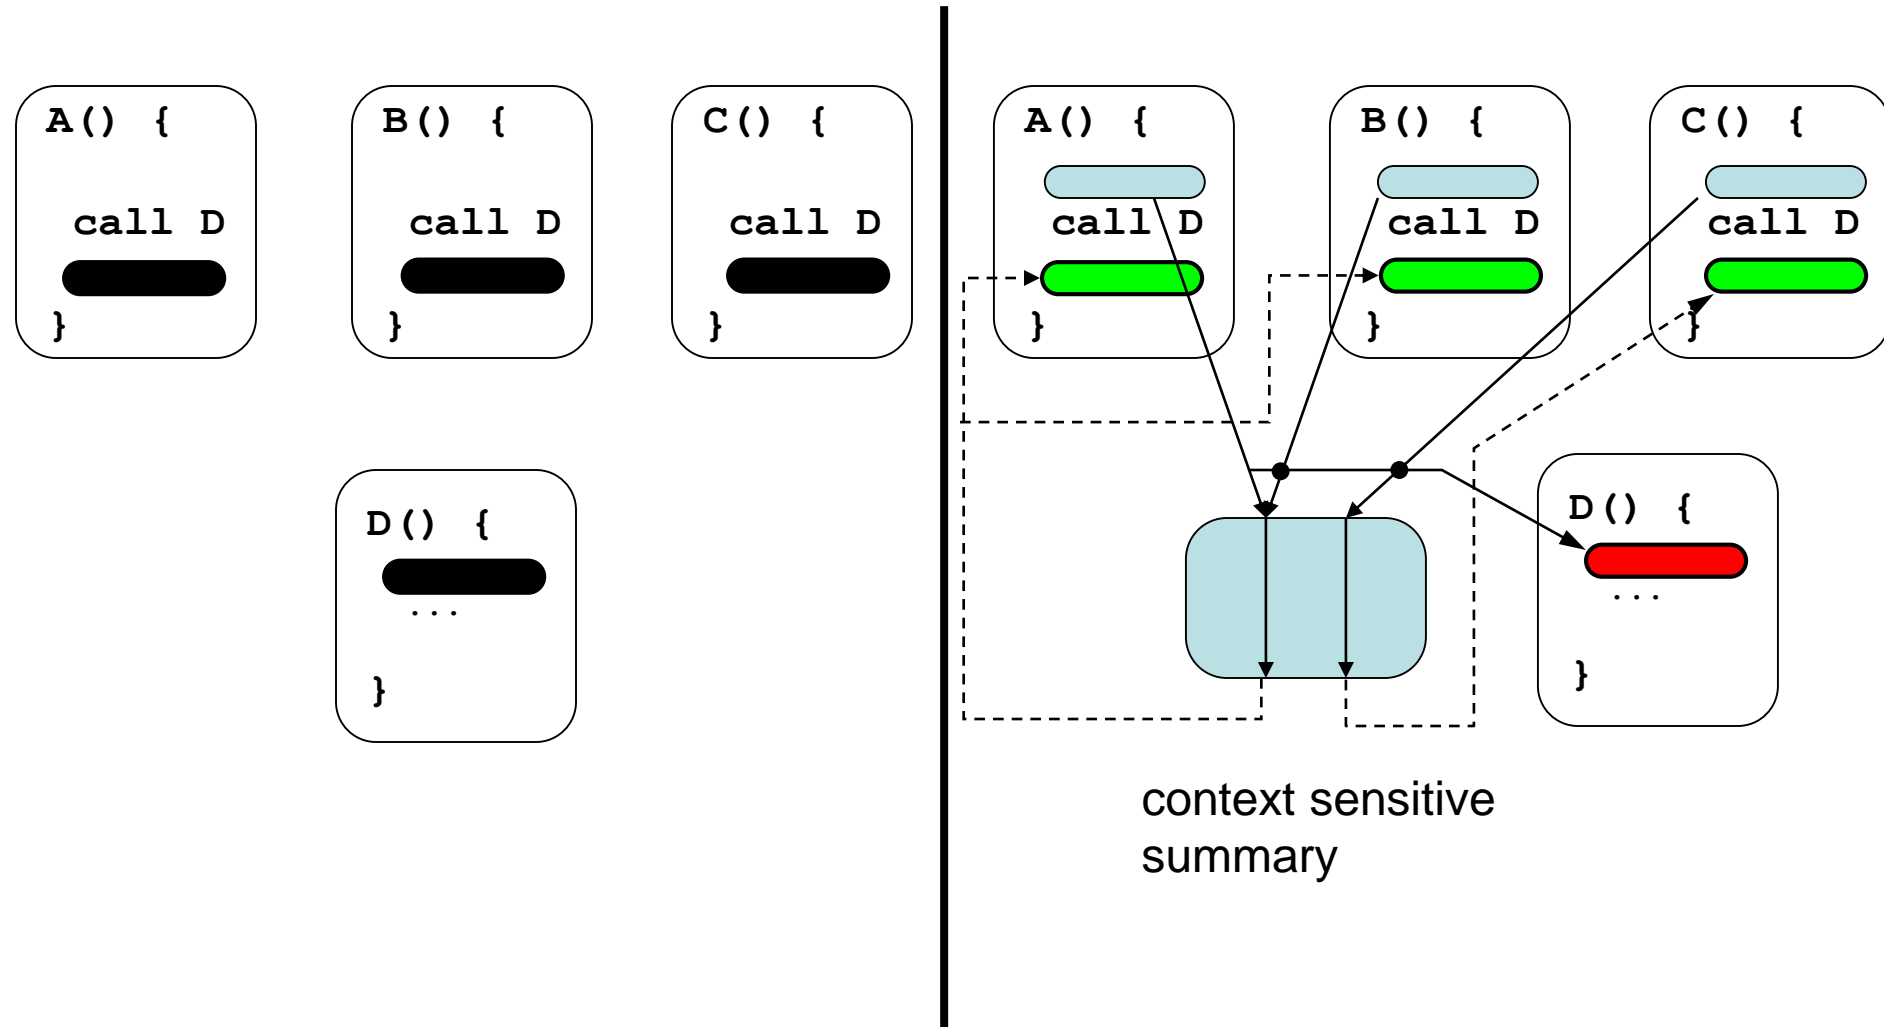 A() {
call D
}
B() {
call D
}
C() {
call D
}
D() {
...
}
A() {
call D
}
B() {
call D
}
C() {
call D
}
D() {
...
}
context sensitive
summary